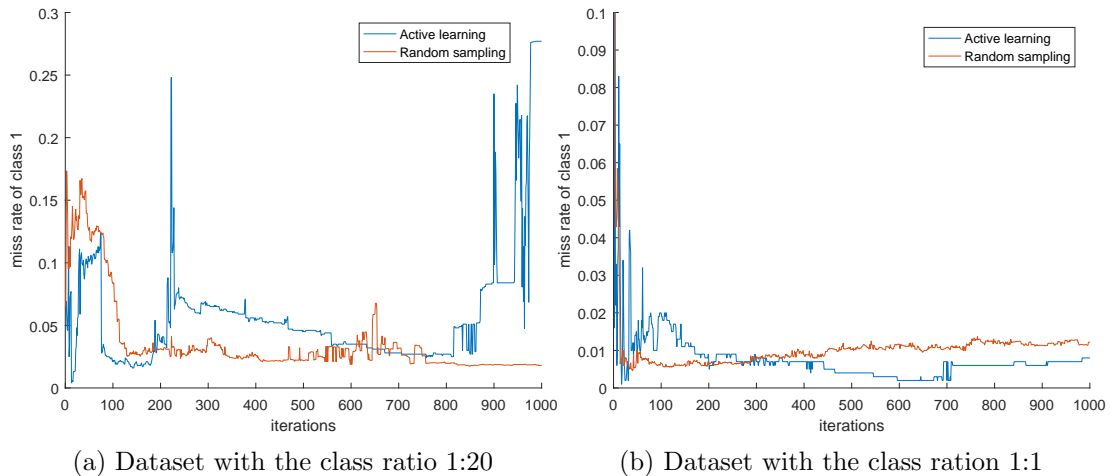 0.3
0.25
0.2
0.15
0.1
0.05
0
miss rate of class 1
Active learning
Random sampling
0 100 200 300 400 500 600 700 800 900 1000
iterations
(a) Dataset with the class ratio 1:20
0.1
0.09
0.08
0.07
0.06
0.05
0.04
0.03
0.02
0.01
0
miss rate of class 1
Active learning
Random sampling
0 100 200 300 400 500 600 700 800 900 1000
iterations
(b) Dataset with the class ration 1:1